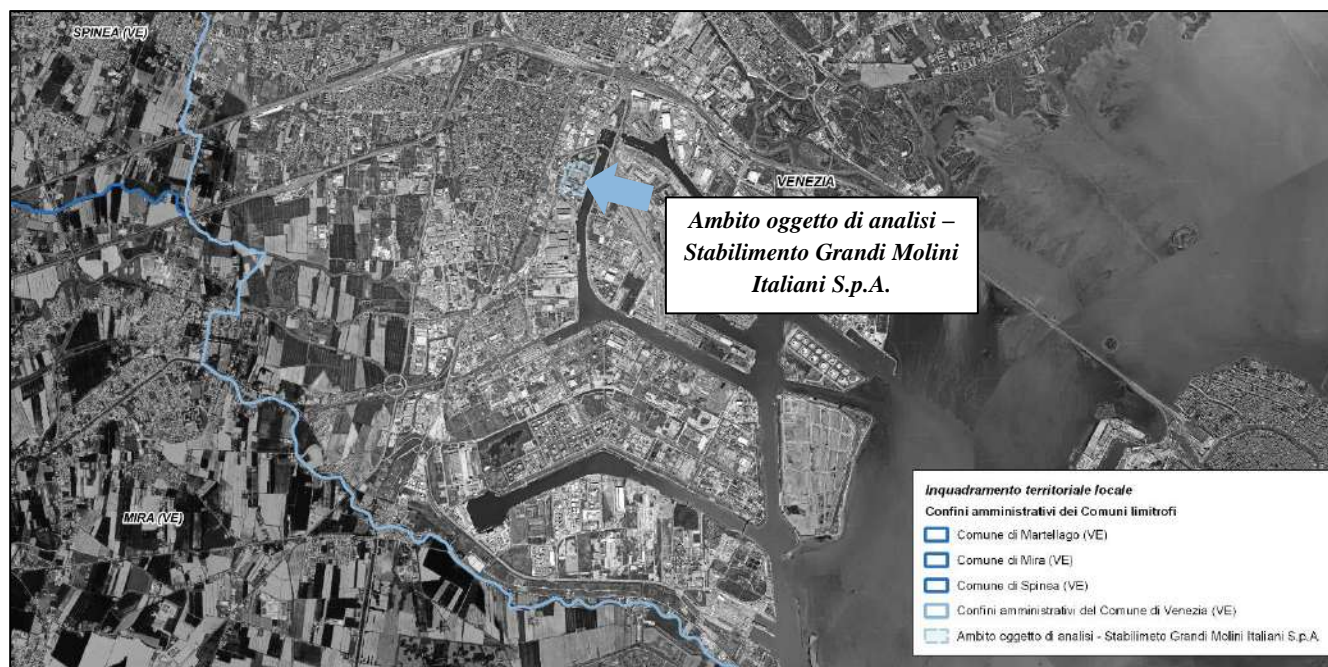 SPINEA (VE)
VENEZIA
Ambito oggetto di analisi –
Stabilimento Grandi Molini
Italiani S.p.A.
MIRA (VE)
Inquadramento territoriale locale
Confini amministrativi dei Comuni limitrofi
Comune di Martellago (VE)
Comune di Mira (VE)
Comune di Spinea (VE)
Confini amministrativi del Comune di Venezia (VE)
Ambito oggetto di analisi - Stabilimeto Grandi Molini Italiani S.p.A.